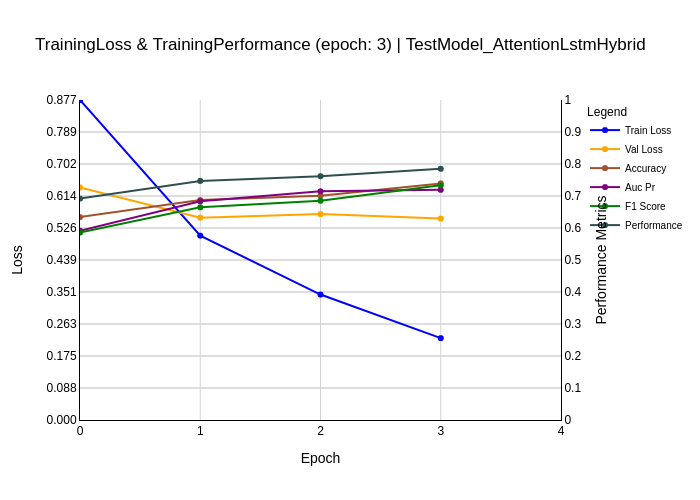 TrainingLoss & TrainingPerformance (epoch: 3) | TestModel_AttentionLstmHybrid
0.877
0.789
0.702
0.614
0.526
0.439
0.351
0.263
0.175
0.088
0.000
Loss
0 1 2 3 4
Epoch
1
0.9
0.8
0.7
0.6
0.5
0.4
0.3
0.2
0.1
0
Performance Metrics
Legend
Train Loss
Val Loss
Accuracy
Auc Pr
F1 Score
Performance